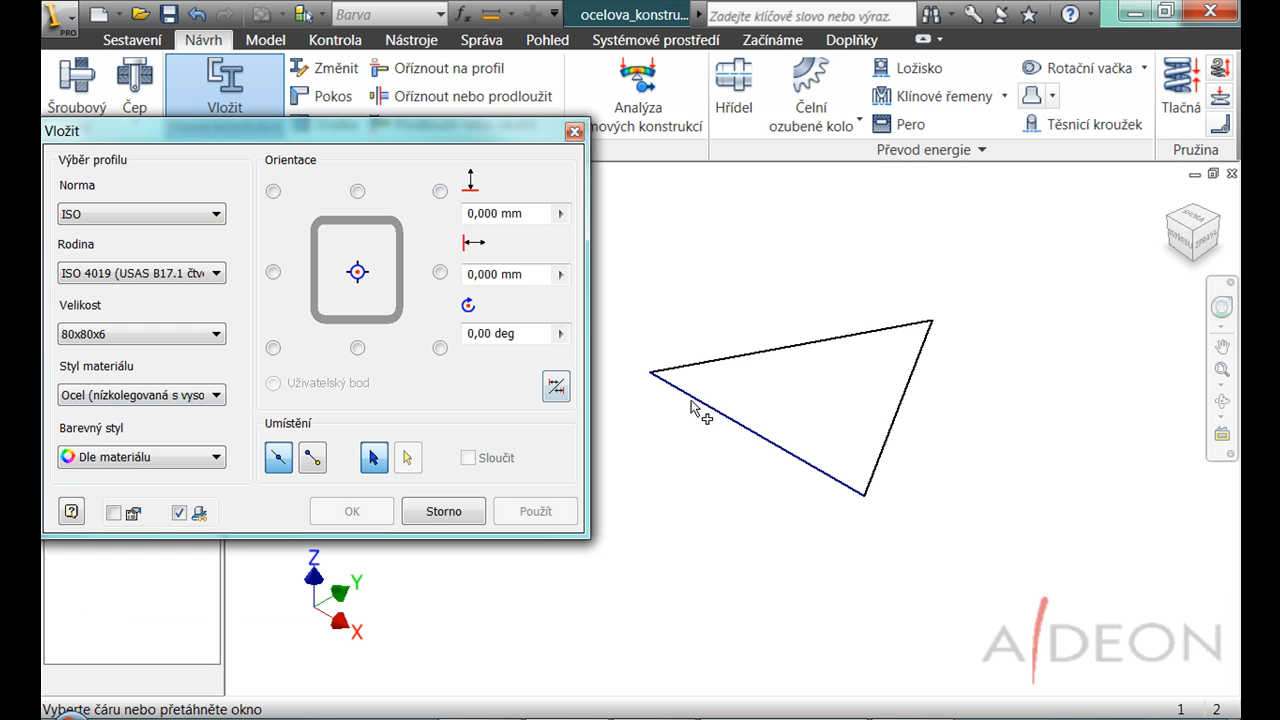 PRO
Barva
ocelova_konstru...
Zadejte klíčové slovo nebo výraz.
Sestavení Návrh Model Kontrola Nástroje Správa Pohled Systémové prostředí Začínáme Doplňky
Změnit Oříznout na profil
Ložisko Rotační vačka
Pokos Oříznout nebo prodloužit
Klínové řemeny
Šroubový Čep Vložit Analýza Hřídel Čelní Tlačná
mových konstrukcí ozubené kolo Pero Těsnicí kroužek
Převod energie Pružina
Vložit
Výběr profilu Orientace
Norma
ISO 0,000 mm
Rodina
ISO 4019 (USAS B17.1 čtve 0,000 mm
Velikost
80x80x6 0,00 deg
Styl materiálu
Ocel (nízkolegovaná s vyso Uživatelský bod
Barevný styl Umístění
Dle materiálu Sloučit
OK Storno Použít
Z
Y
X
A/DEON
Vyberte čáru nebo přetáhněte okno 1 2